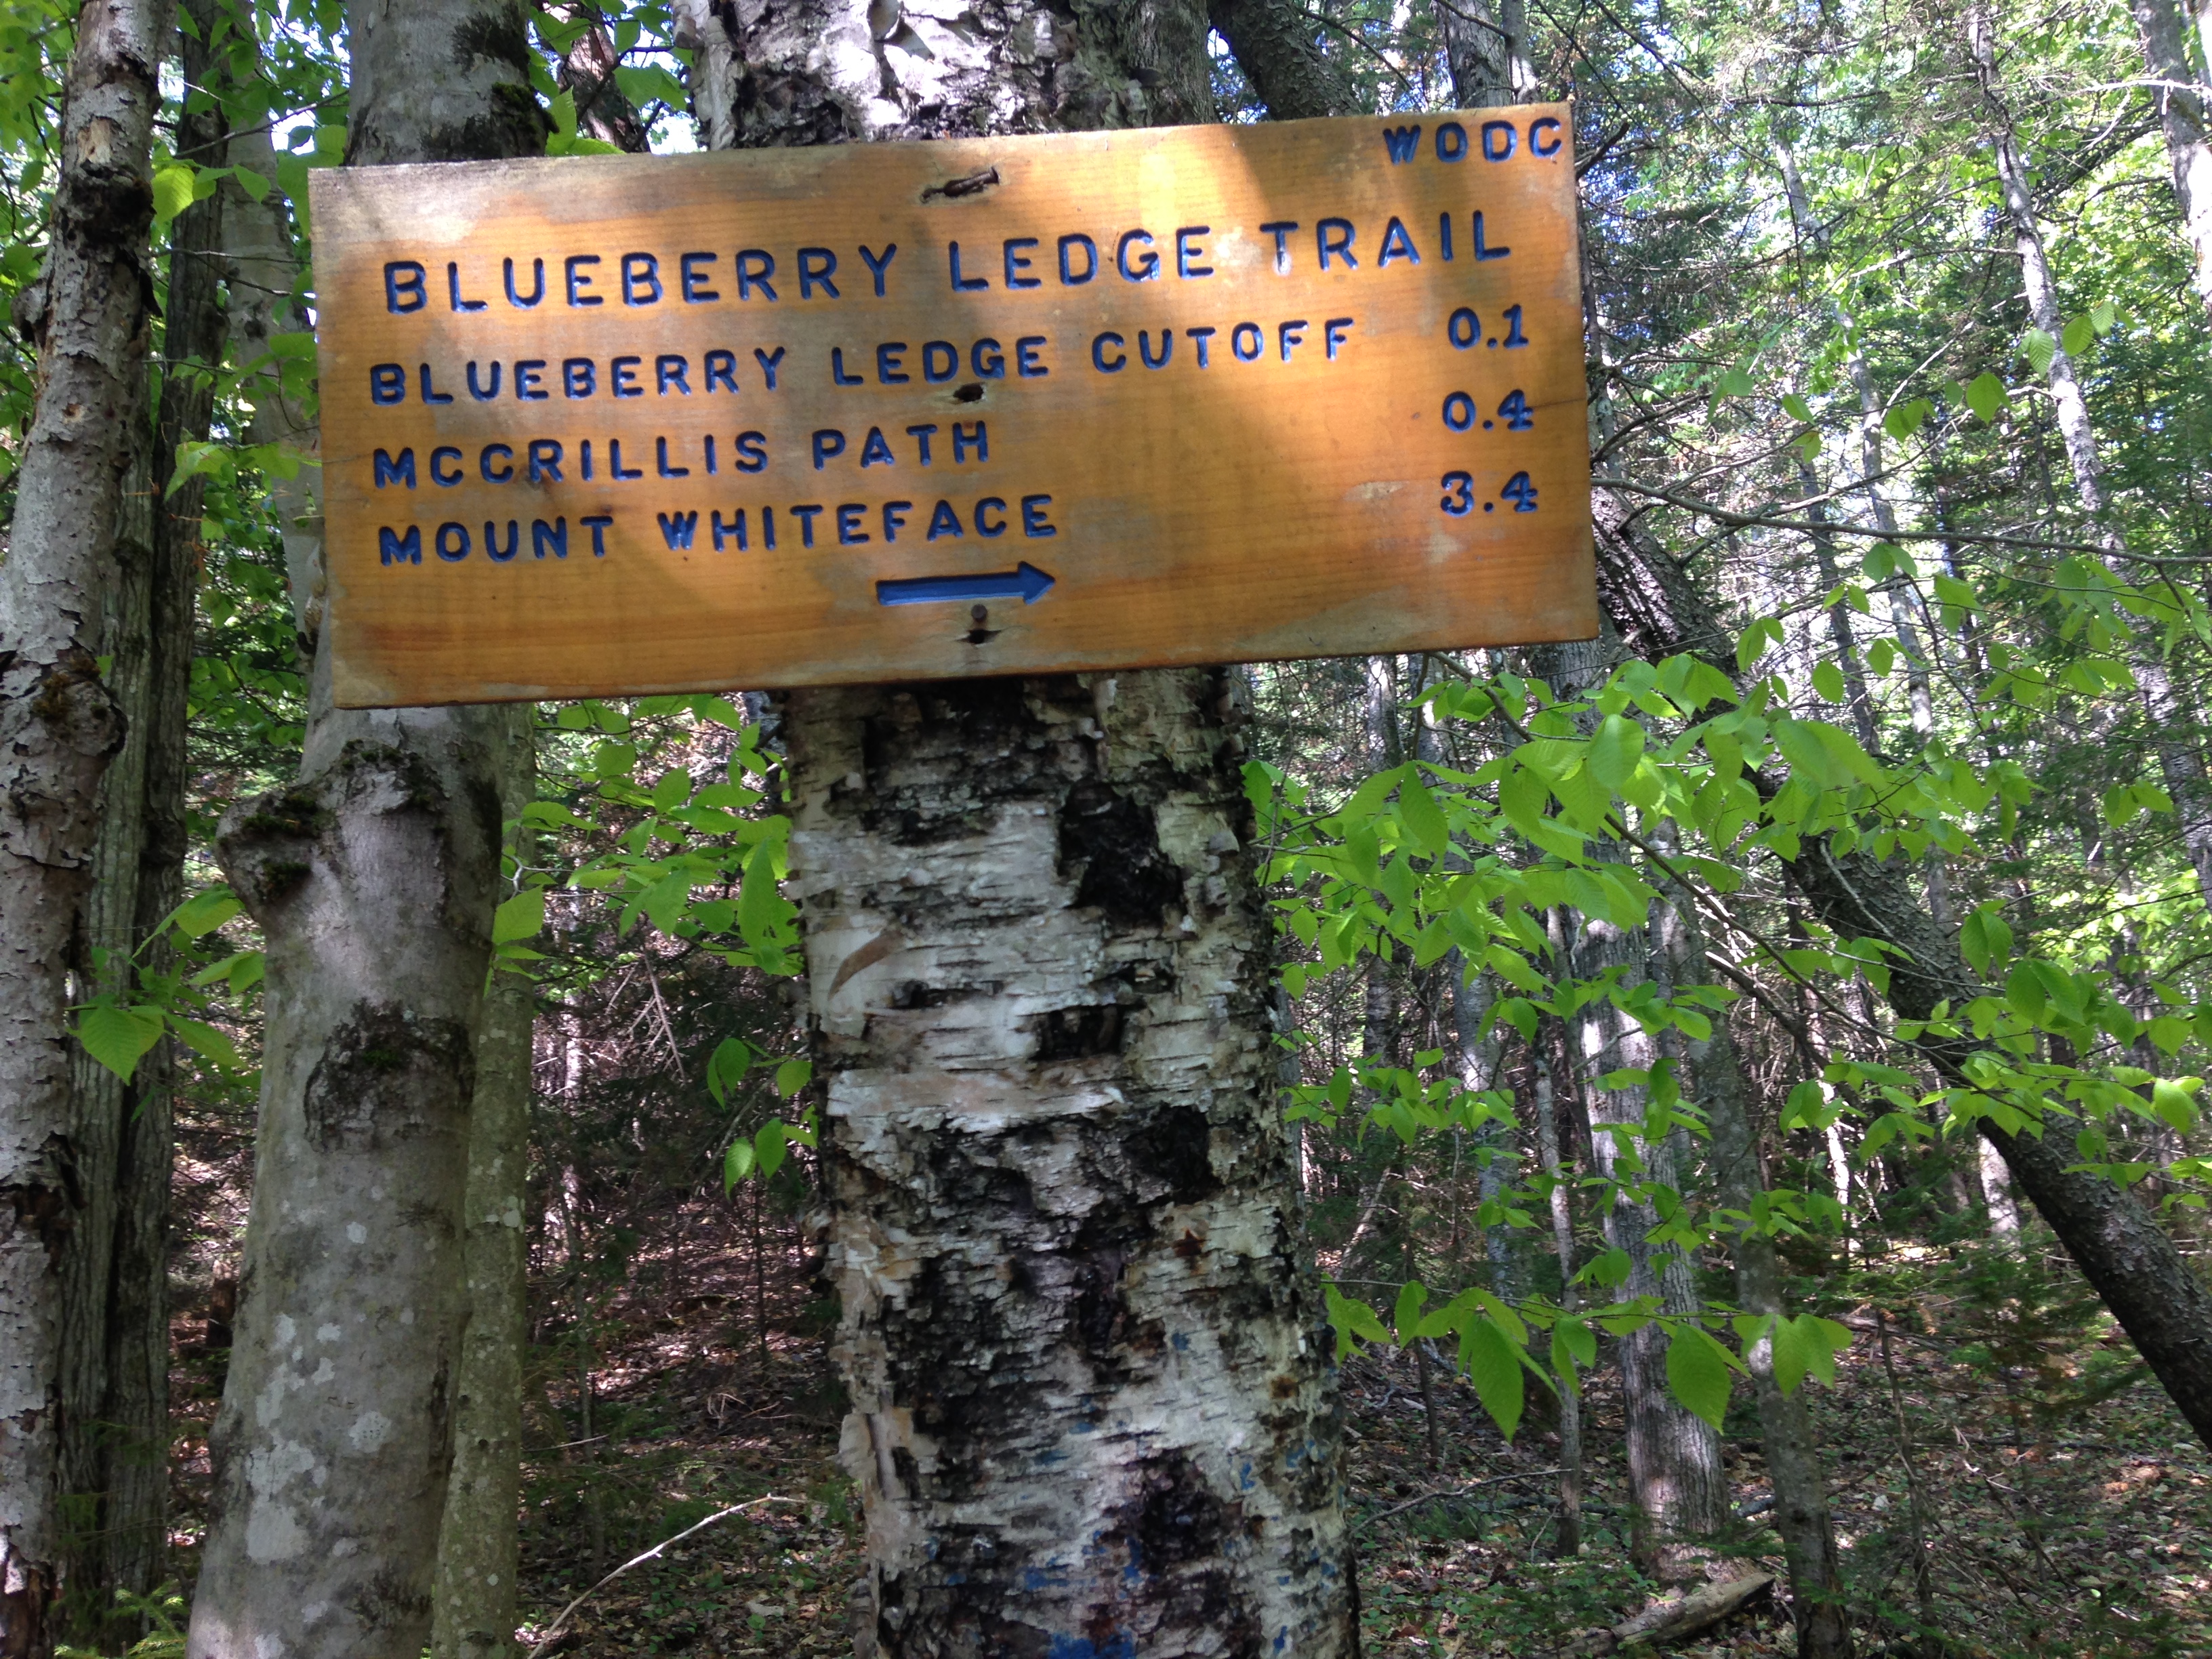 WODC
BLUEBERRY LEDGE TRAIL
BLUEBERRY LEDGE CUTOFF 0.1
MCCRILLIS PATH 0.4
MOUNT WHITEFACE 3.4